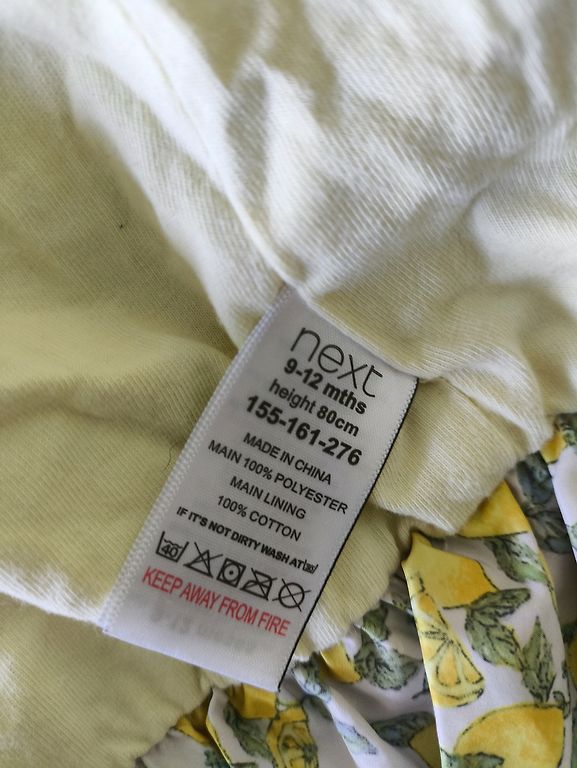 next
9-12 mths
height 80cm
155-161-276
MADE IN CHINA
MAIN 100% POLYESTER
MAIN LINING
100% COTTON
IF IT'S NOT DIRTY WASH AT
40
KEEP AWAY FROM FIRE